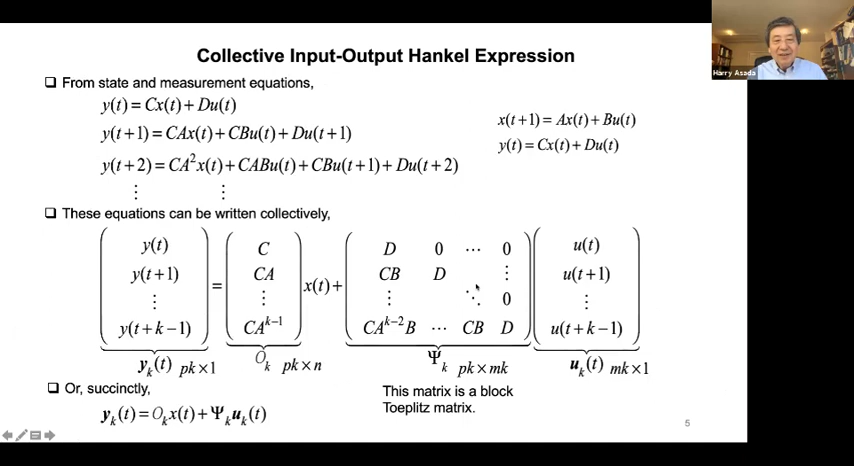 Collective Input-Output Hankel Expression
Harry Asada
❑ From state and measurement equations,
y(t) = Cx(t) + Du(t)
y(t+1) = CAx(t) + CBu(t) + Du(t+1)
y(t+2) = CA²x(t) + CABu(t) + CBu(t+1) + Du(t+2)
⋮ ⋮
x(t+1) = Ax(t) + Bu(t)
y(t) = Cx(t) + Du(t)
❑ These equations can be written collectively,
y(t) C D 0 ⋯ 0 u(t)
y(t+1) CA CB D ⋮ u(t+1)
= x(t) +
⋮ ⋮ ⋮ ⋱ 0 ⋮
y(t+k−1) CA^{k−1} CA^{k−2}B ⋯ CB D u(t+k−1)
y_k(t) pk×1 O_k pk×n Ψ_k pk×mk u_k(t) mk×1
❑ Or, succinctly,
y_k(t) = O_k x(t) + Ψ_k u_k(t)
This matrix is a block
Toeplitz matrix.
5